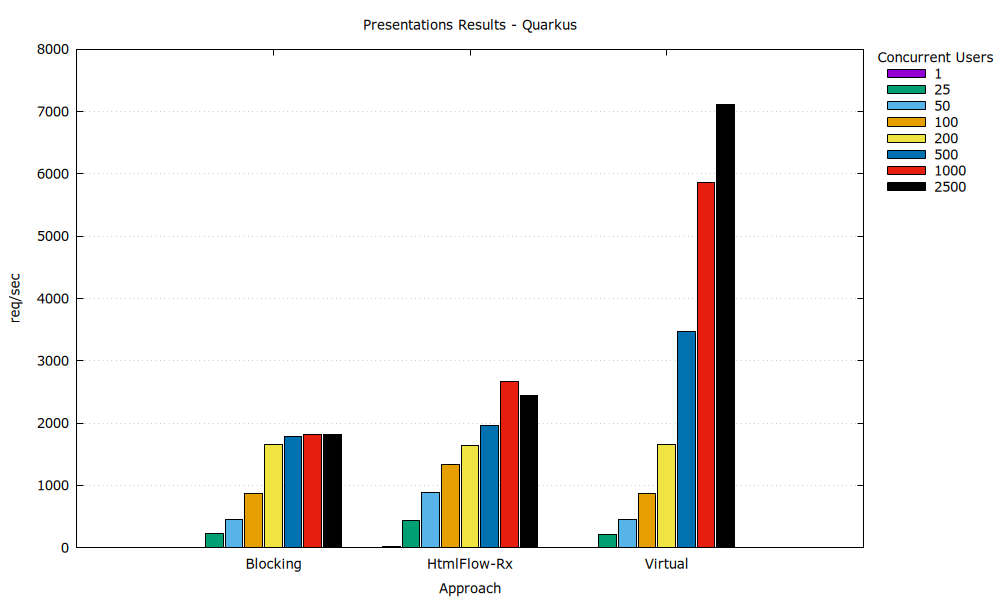 Presentations Results - Quarkus
8000
7000
6000
5000
4000
3000
2000
1000
0
req/sec
Blocking
HtmlFlow-Rx
Virtual
Approach
Concurrent Users
1
25
50
100
200
500
1000
2500